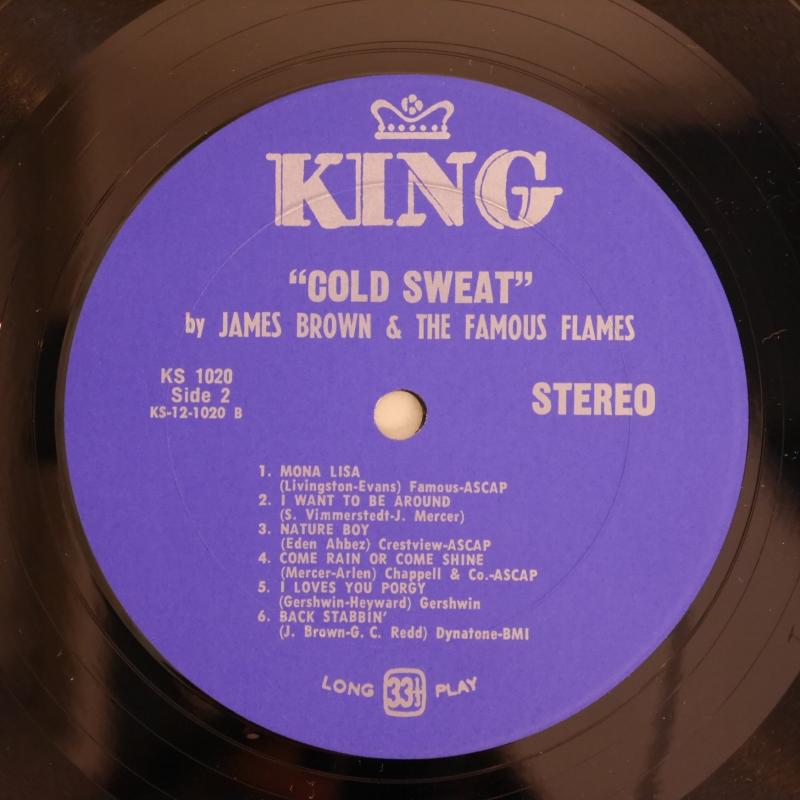 KING
“COLD SWEAT”
by JAMES BROWN & THE FAMOUS FLAMES
KS 1020
Side 2
KS-12-1020 B
STEREO
1. MONA LISA
(Livingston-Evans) Famous-ASCAP
2. I WANT TO BE AROUND
(S. Vimmerstedt-J. Mercer)
3. NATURE BOY
(Eden Ahbez) Crestview-ASCAP
4. COME RAIN OR COME SHINE
(Mercer-Arlen) Chappell & Co.-ASCAP
5. I LOVES YOU PORGY
(Gershwin-Heyward) Gershwin
6. BACK STABBIN’
(J. Brown-G. C. Redd) Dynatone-BMI
LONG 33⅓ PLAY